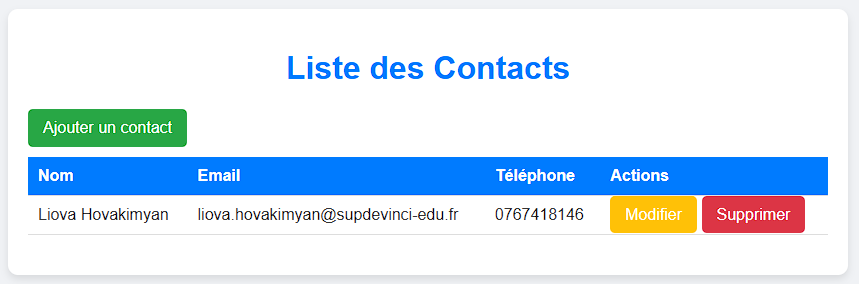 Liste des Contacts
Ajouter un contact
Nom Email Téléphone Actions
Liova Hovakimyan liova.hovakimyan@supdevinci-edu.fr 0767418146 Modifier Supprimer